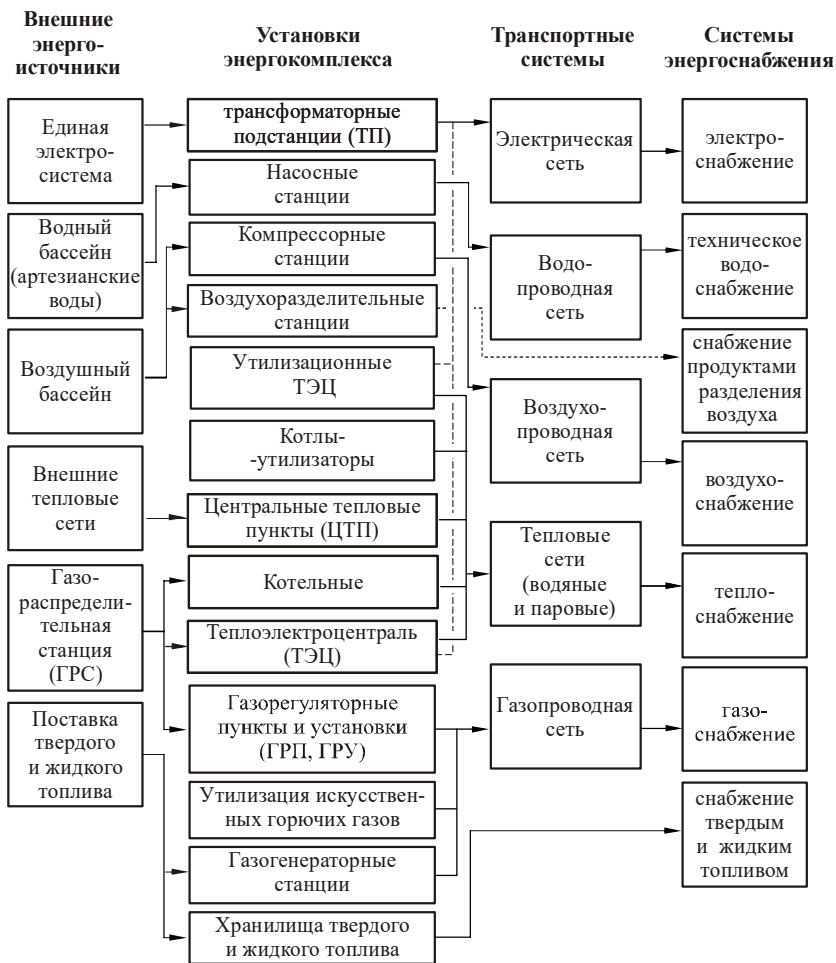 Внешние
энерго-
источники
Установки
энергокомплекса
Транспортные
системы
Системы
энергоснабжения
Единая
электро-
система
Водный
бассейн
(артезианские
воды)
Воздушный
бассейн
Внешние
тепловые
сети
Газо-
распредели-
тельная
станция
(ГРС)
Поставка
твердого
и жидкого
топлива
трансформаторные
подстанции (ТП)
Насосные
станции
Компрессорные
станции
Воздухоразделительные
станции
Утилизационные
ТЭЦ
Котлы-
-утилизаторы
Центральные тепловые
пункты (ЦТП)
Котельные
Теплоэлектроцентраль
(ТЭЦ)
Газорегуляторные
пункты и установки
(ГРП, ГРУ)
Утилизация искусствен-
ных горючих газов
Газогенераторные
станции
Хранилища твердого
и жидкого топлива
Электрическая
сеть
Водо-
проводная
сеть
Воздухо-
проводная
сеть
Тепловые
сети
(водяные
и паровые)
Газопроводная
сеть
электро-
снабжение
техническое
водо-
снабжение
снабжение
продуктами
разделения
воздуха
воздухо-
снабжение
тепло-
снабжение
газо-
снабжение
снабжение
твердым
и жидким
топливом